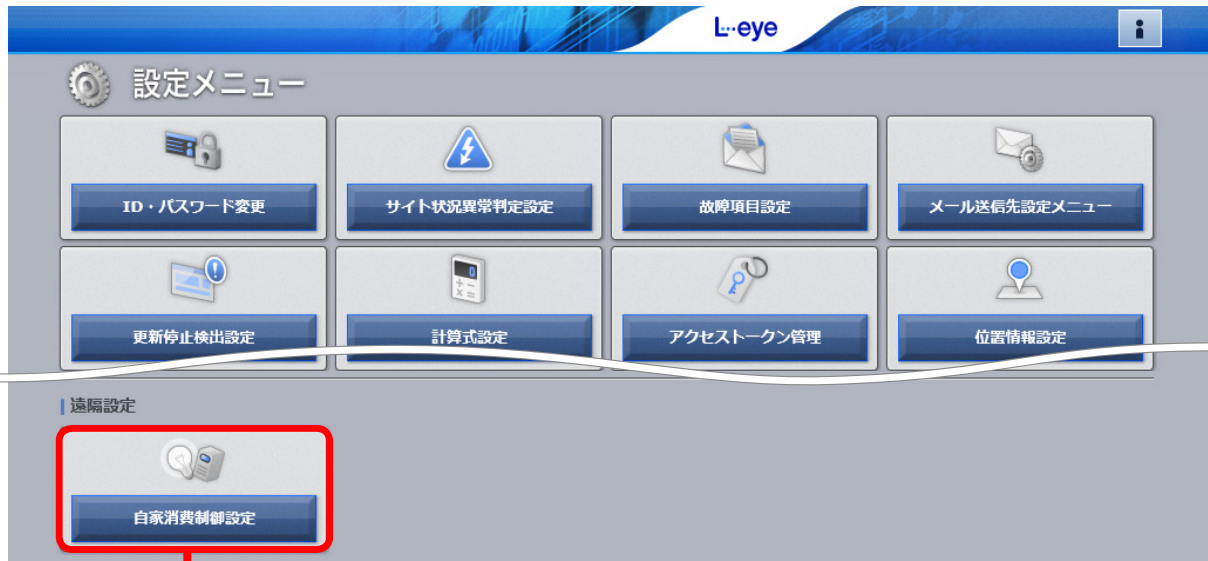 L・・・eye
設定メニュー
ID・パスワード変更
サイト状況異常判定設定
故障項目設定
メール送信先設定メニュー
更新停止検出設定
計算式設定
アクセストークン管理
位置情報設定
遠隔設定
自家消費制御設定